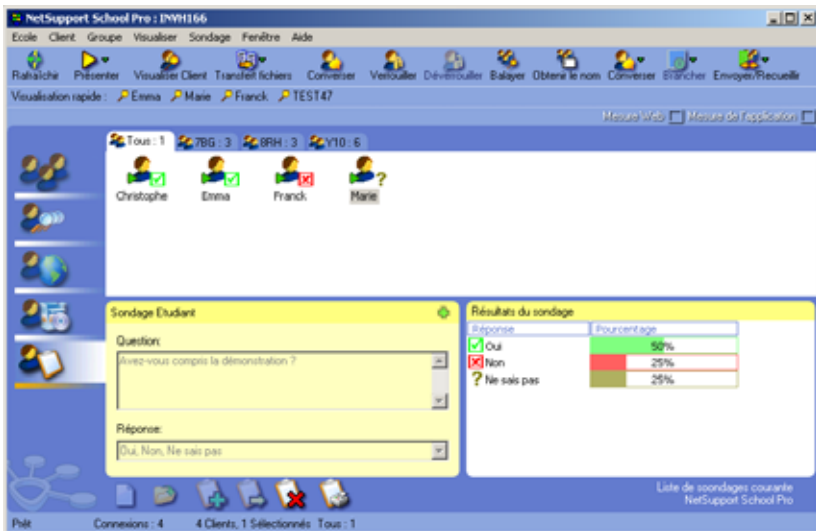 NetSupport School Pro : INVH166
Ecole Client Groupe Visualiser Sondage Fenêtre Aide
Rafraîchir Présenter Visualiser Client Transfert fichiers Converser Verrouiller Déverrouiller Balayer Obtenir le nom Converser Brancher Envoyer/Recueillir
Visualisation rapide : Emma Marie Franck TEST47
Mesure Web Mesure de l'application
Tous : 1 7BG : 3 8RH : 3 Y10 : 6
Christophe Emma Franck Marie
Sondage Etudiant
Question:
Avez-vous compris la démonstration ?
Réponse:
Oui, Non, Ne sais pas
Résultats du sondage
Réponse Pourcentage
Oui 50%
Non 25%
Ne sais pas 25%
Liste de soondages courante
NetSupport School Pro
Prêt Connexions : 4 4 Clients, 1 Sélectionnés Tous : 1